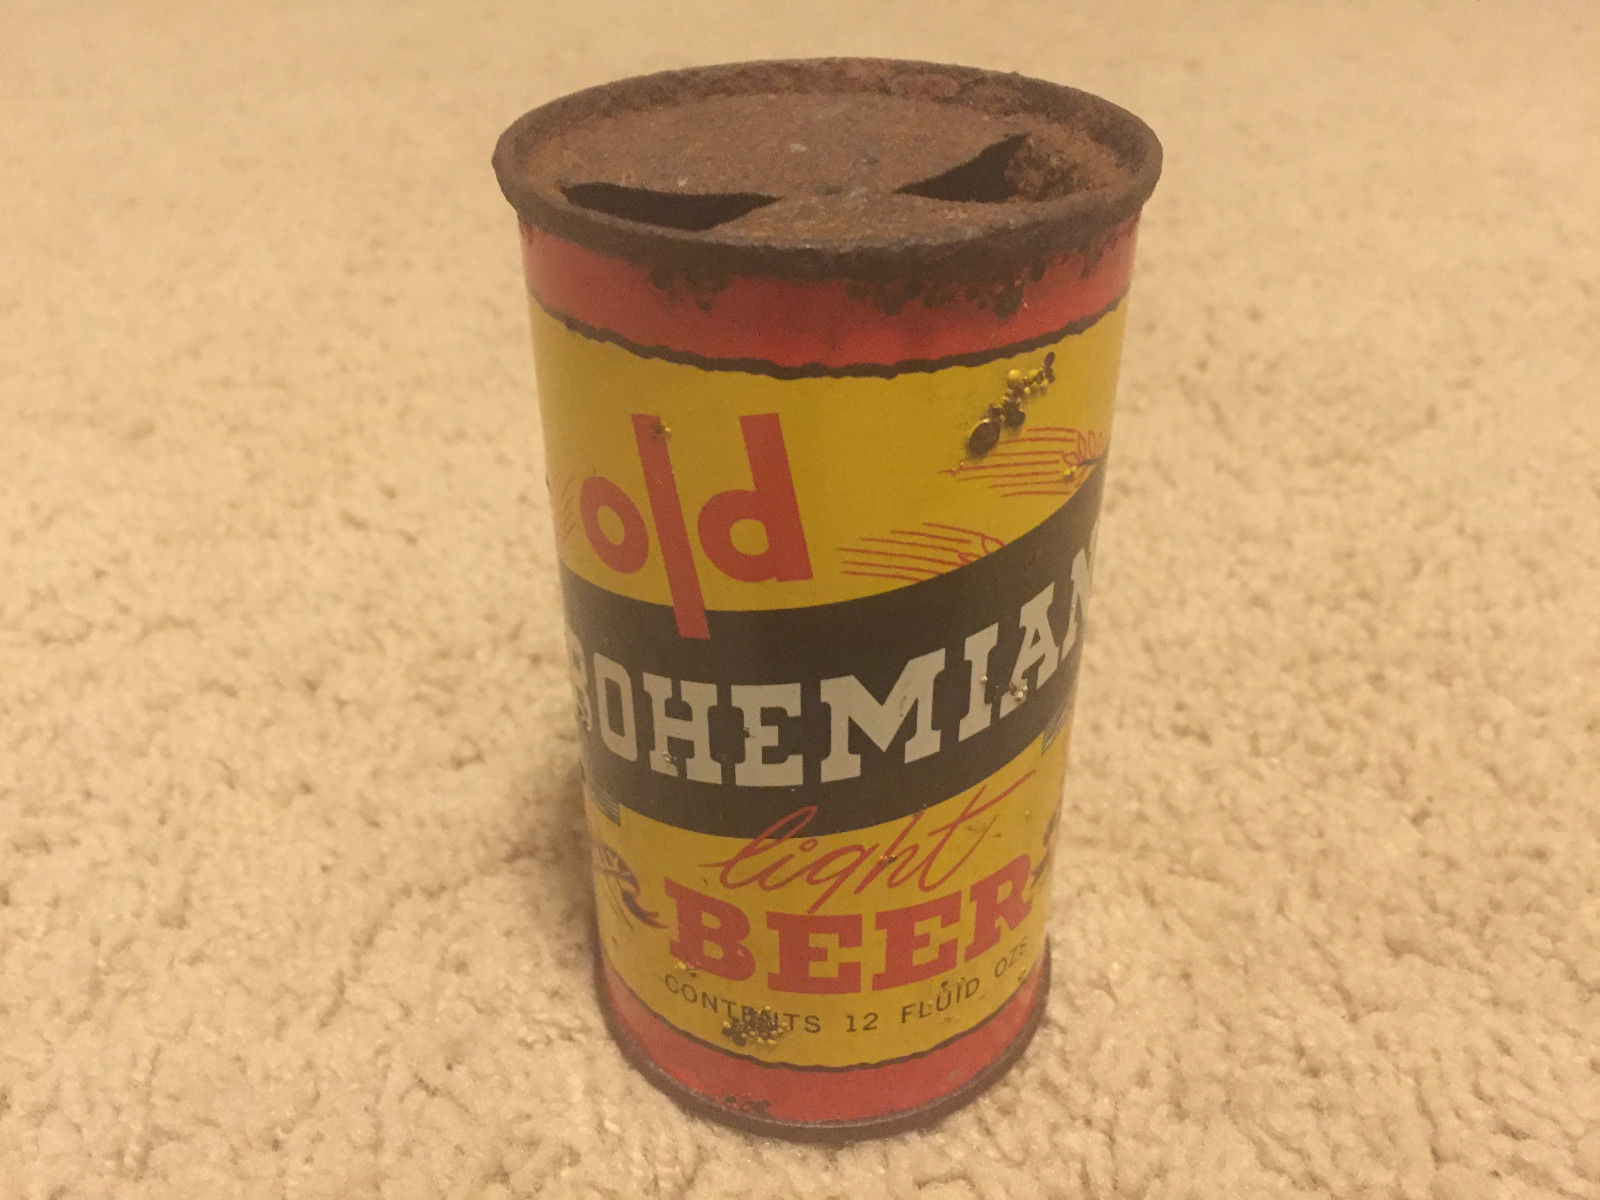 old
BOHEMIAN
light
BEER
CONTENTS 12 FLUID OZS